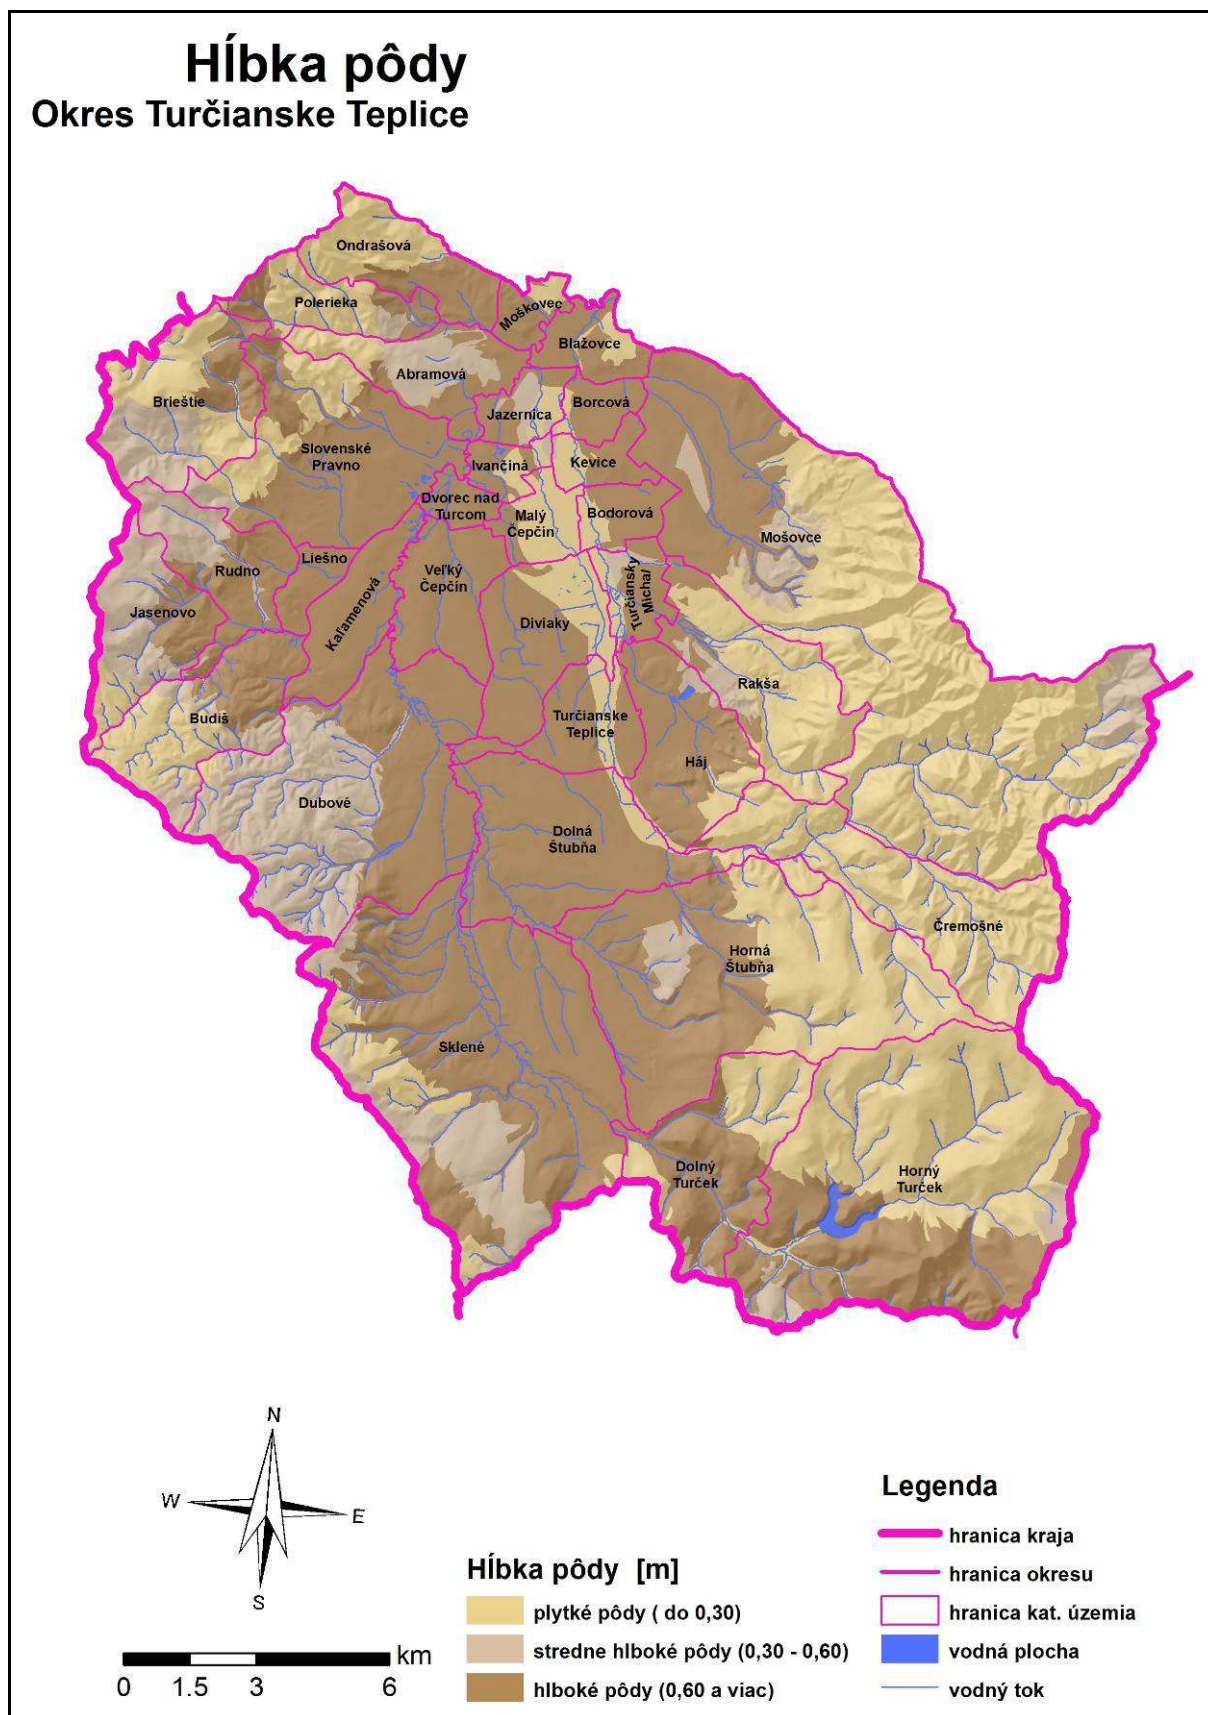 Hĺbka pôdy
Okres Turčianske Teplice
Ondrašová
Polerieka
Moškovec
Blažovce
Abramová
Brieštie
Jazernica
Borcová
Slovenské
Pravno
Ivančiná
Kevice
Dvorec nad
Turcom
Malý
Čepčín
Bodorová
Mošovce
Liešno
Rudno
Veľký
Čepčín
Jasenovo
Kaľamenová
Diviaky
Turčiansky
Michal
Rakša
Budiš
Turčianske
Teplice
Háj
Dubové
Dolná
Štubňa
Čremošné
Horná
Štubňa
Sklené
Dolný
Turček
Horný
Turček
N
W
E
S
km
0 1.5 3 6
Hĺbka pôdy [m]
plytké pôdy ( do 0,30)
stredne hlboké pôdy (0,30 - 0,60)
hlboké pôdy (0,60 a viac)
Legenda
hranica kraja
hranica okresu
hranica kat. územia
vodná plocha
vodný tok